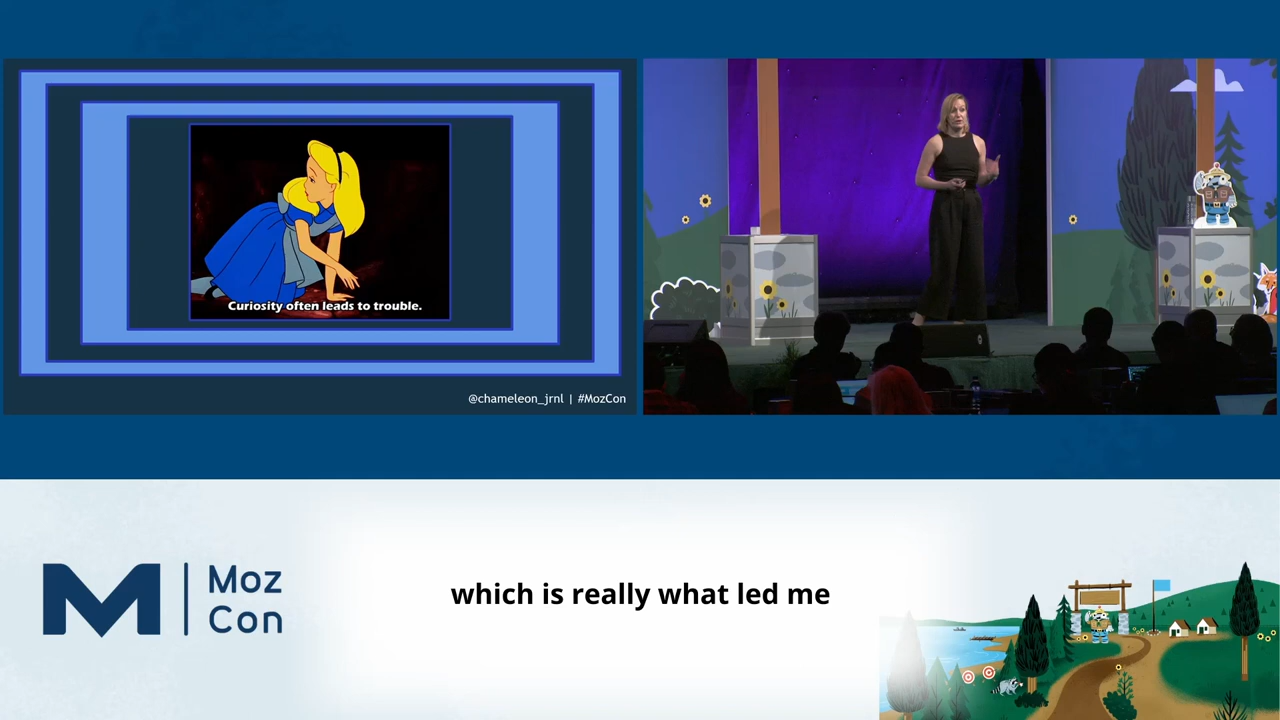 Curiosity often leads to trouble.
@chameleon_jrnl | #MozCon
Moz
Con
which is really what led me